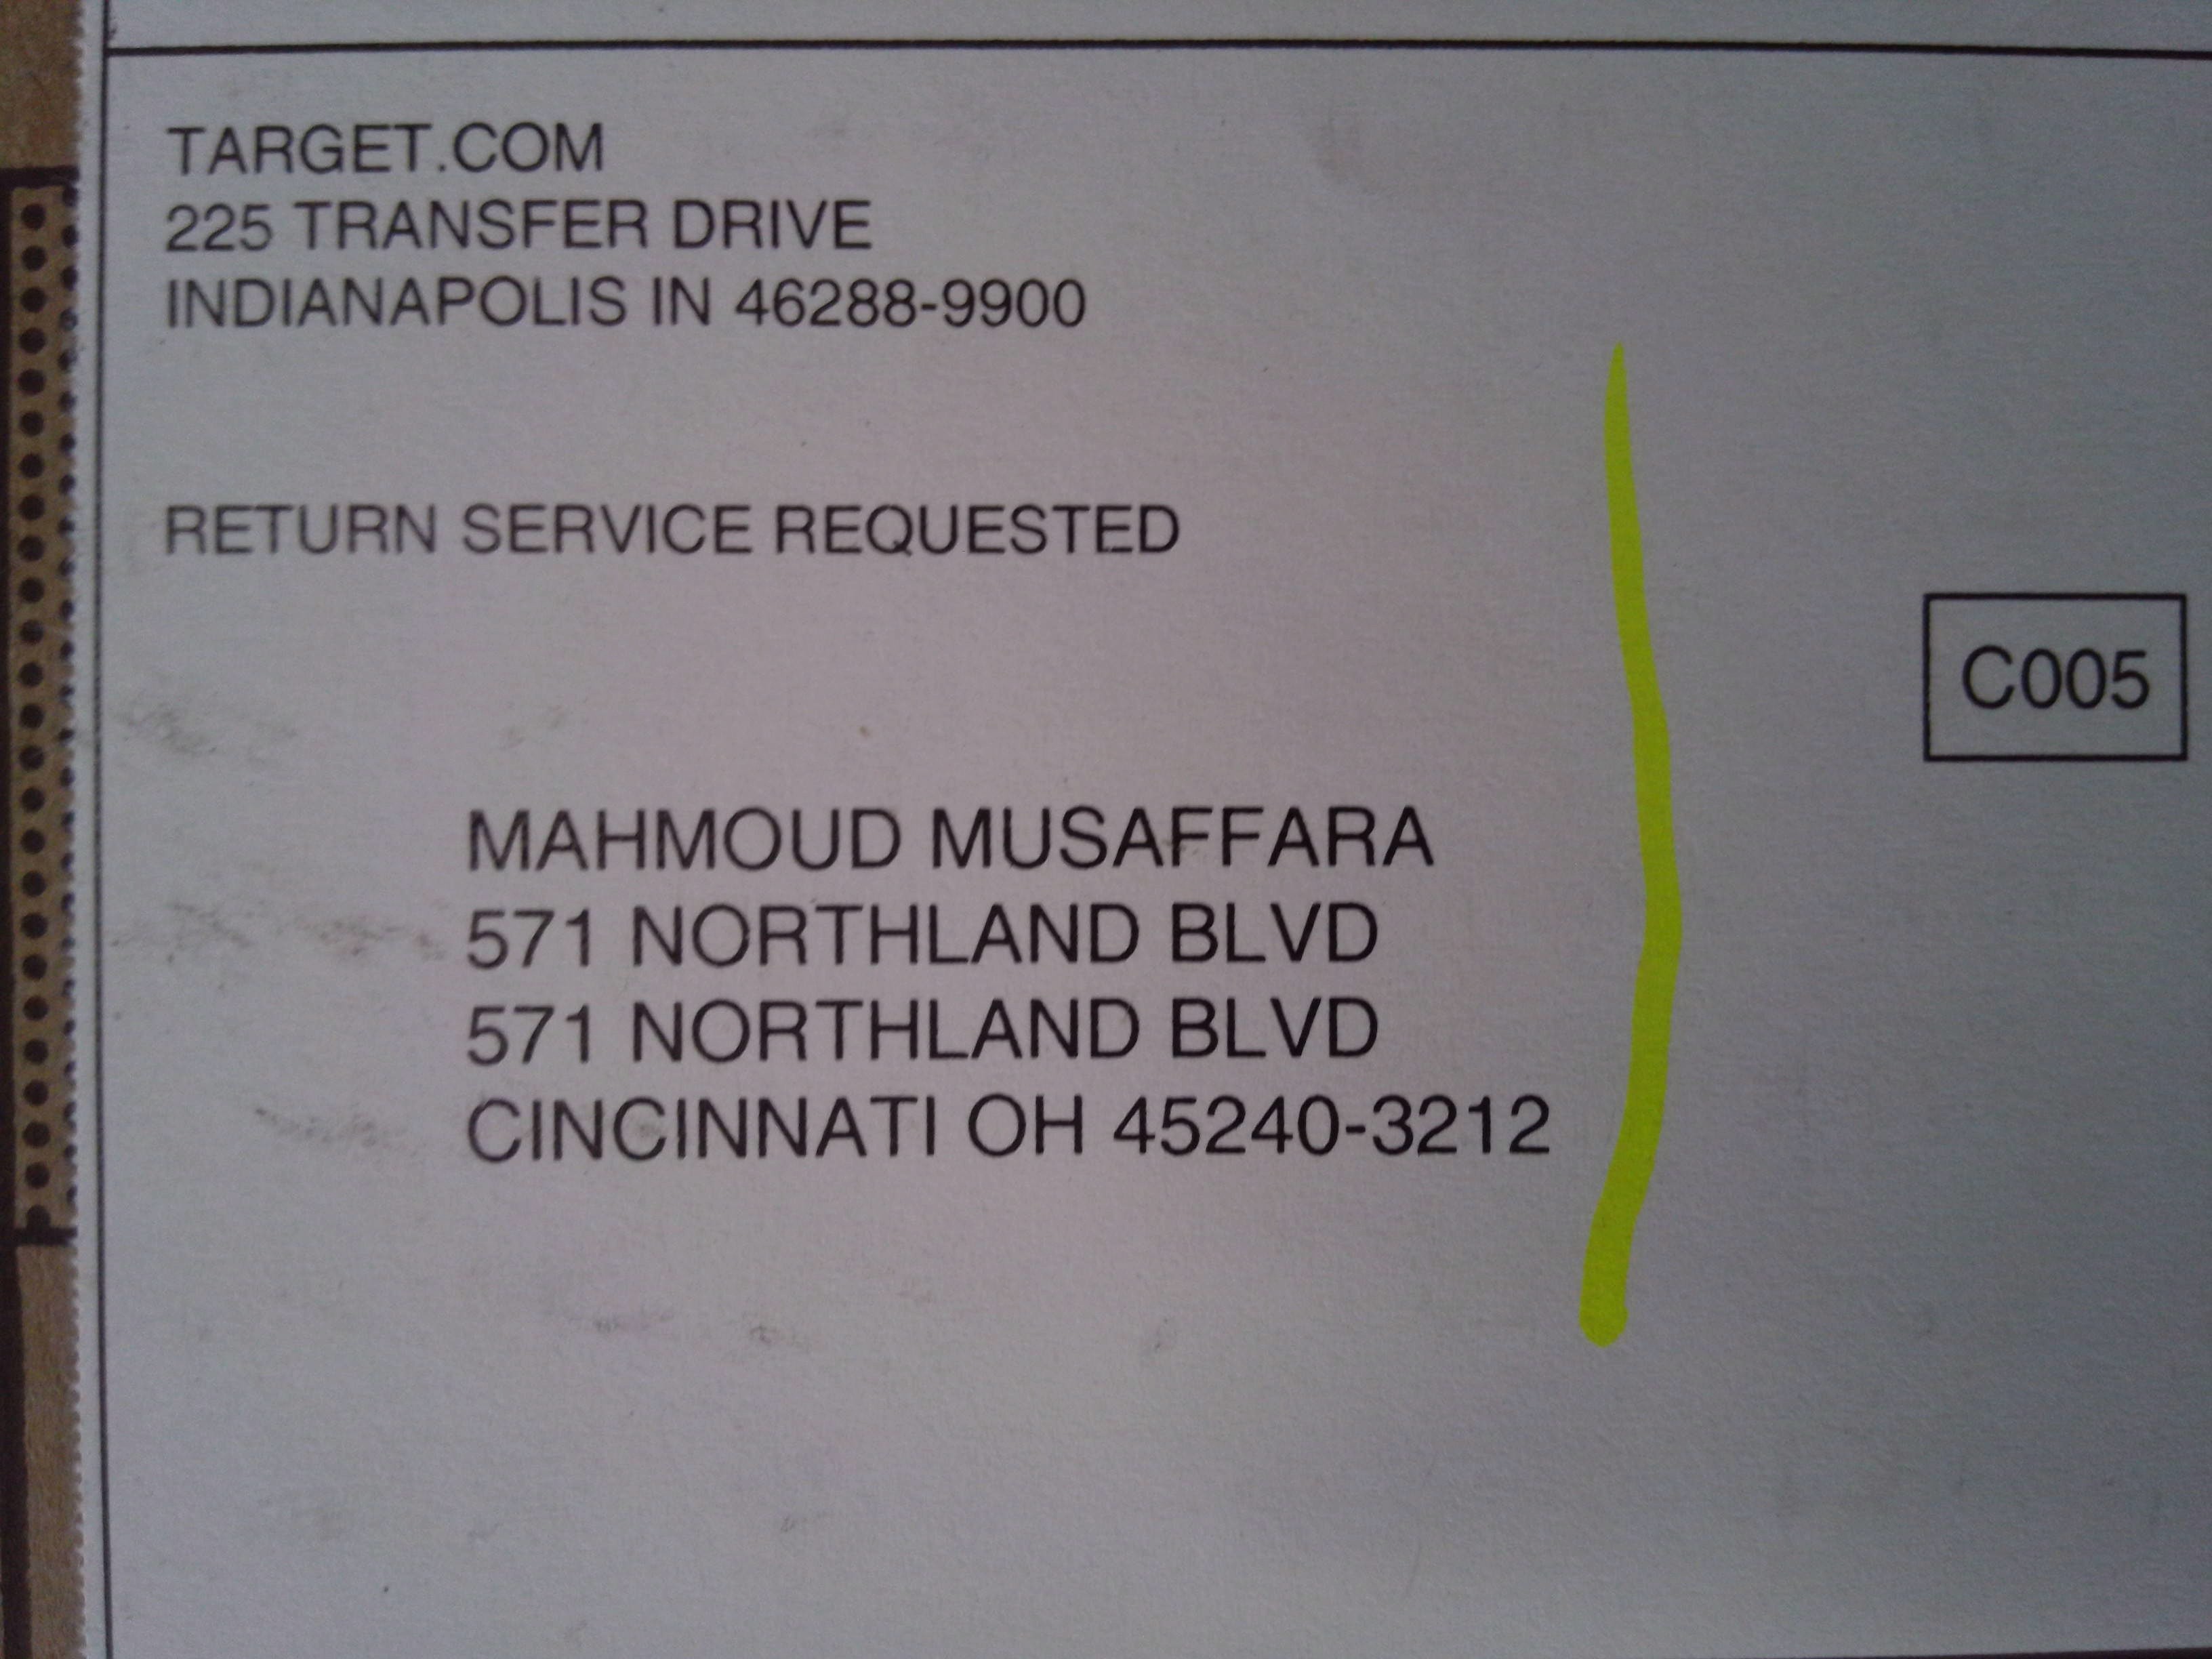 TARGET.COM
225 TRANSFER DRIVE
INDIANAPOLIS IN 46288-9900
RETURN SERVICE REQUESTED
C005
MAHMOUD MUSAFFARA
571 NORTHLAND BLVD
571 NORTHLAND BLVD
CINCINNATI OH 45240-3212